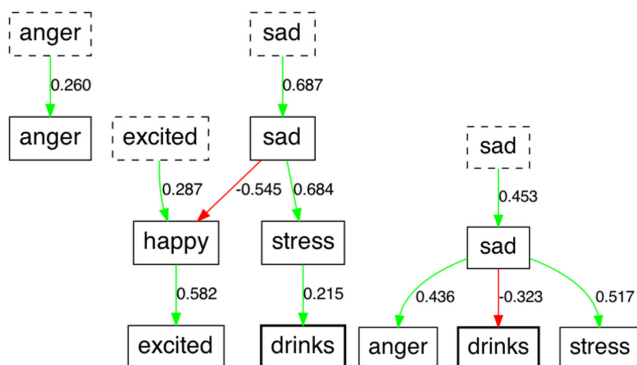 anger
sad
0.260
0.687
anger
excited
sad
sad
0.287
-0.545
0.684
0.453
happy
stress
sad
0.582
0.215
0.436
-0.323
0.517
excited
drinks
anger
drinks
stress